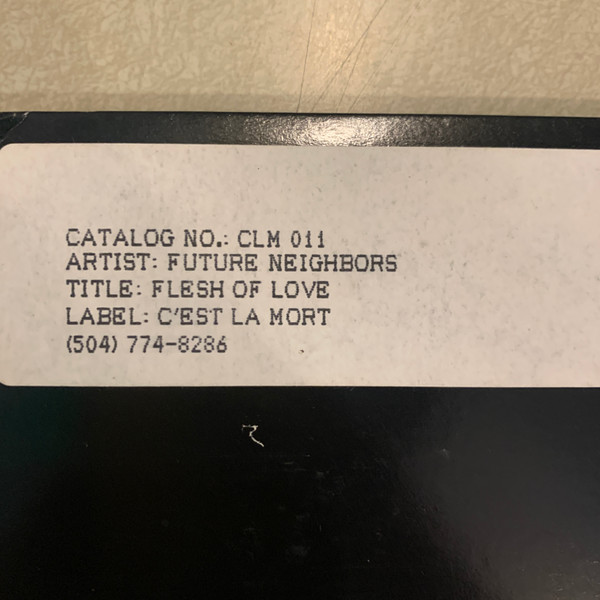 CATALOG NO.: CLM 011
ARTIST: FUTURE NEIGHBORS
TITLE: FLESH OF LOVE
LABEL: C'EST LA MORT
(504) 774-8286